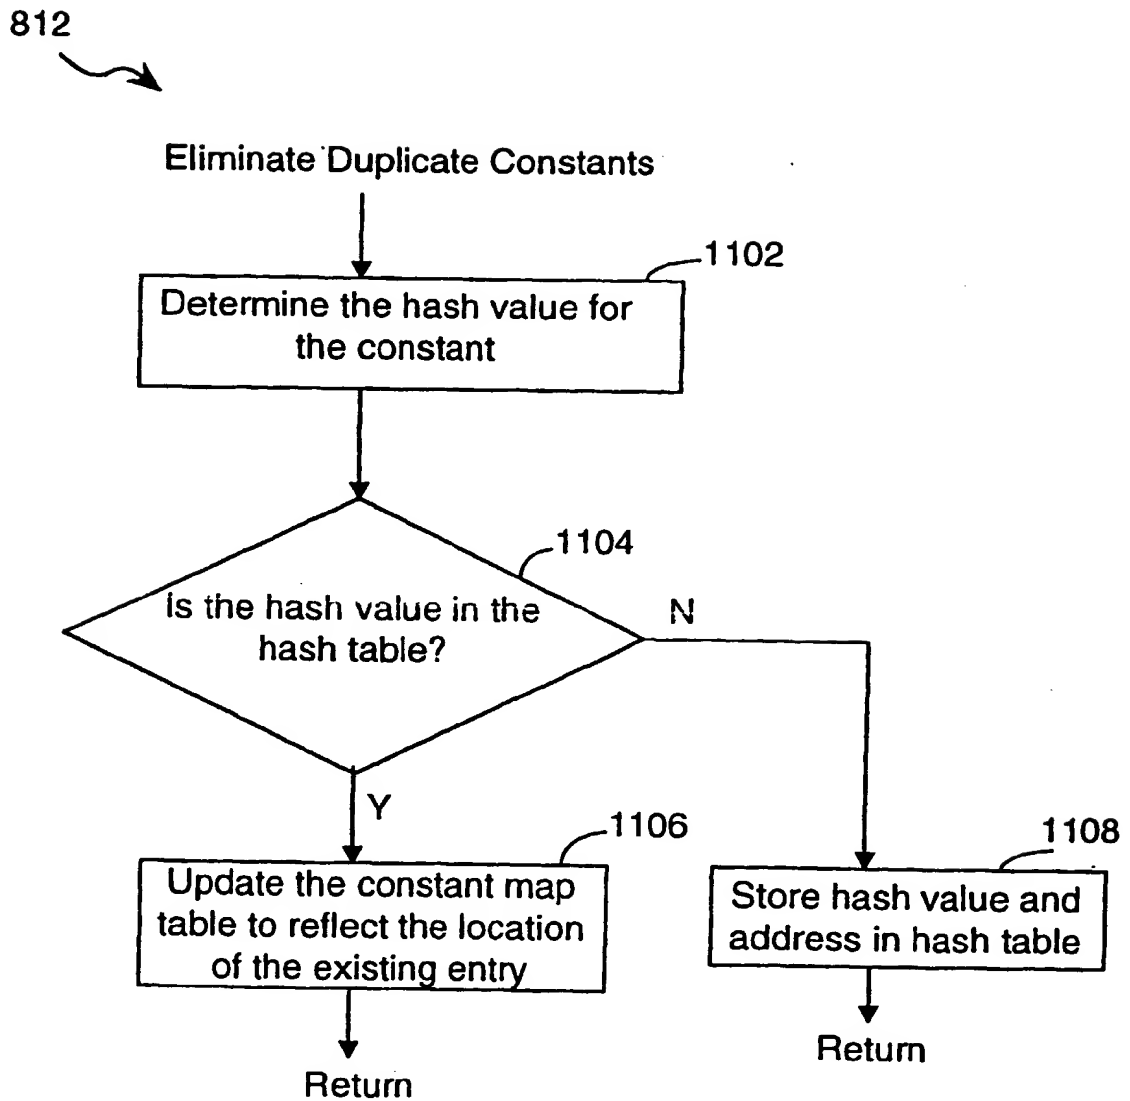 812
Eliminate Duplicate Constants
1102
Determine the hash value for
the constant
1104
Is the hash value in the
hash table?
N
Y
1106
Update the constant map
table to reflect the location
of the existing entry
1108
Store hash value and
address in hash table
Return
Return